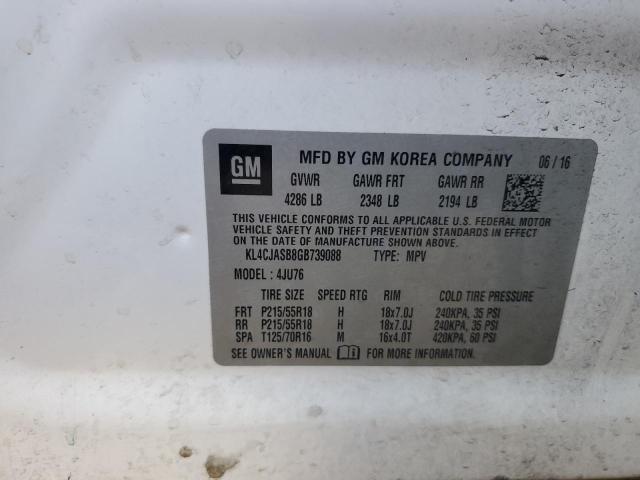 GM MFD BY GM KOREA COMPANY 06 / 16
GVWR GAWR FRT GAWR RR
4286 LB 2348 LB 2194 LB
THIS VEHICLE CONFORMS TO ALL APPLICABLE U.S. FEDERAL MOTOR
VEHICLE SAFETY AND THEFT PREVENTION STANDARDS IN EFFECT ON
THE DATE OF MANUFACTURE SHOWN ABOVE.
KL4CJASB8GB739088 TYPE: MPV
MODEL : 4JU76
TIRE SIZE SPEED RTG RIM COLD TIRE PRESSURE
FRT P215/55R18 H 18x7.0J 240KPA, 35 PSI
RR P215/55R18 H 18x7.0J 240KPA, 35 PSI
SPA T125/70R16 M 16x4.0T 420KPA, 60 PSI
SEE OWNER'S MANUAL FOR MORE INFORMATION.